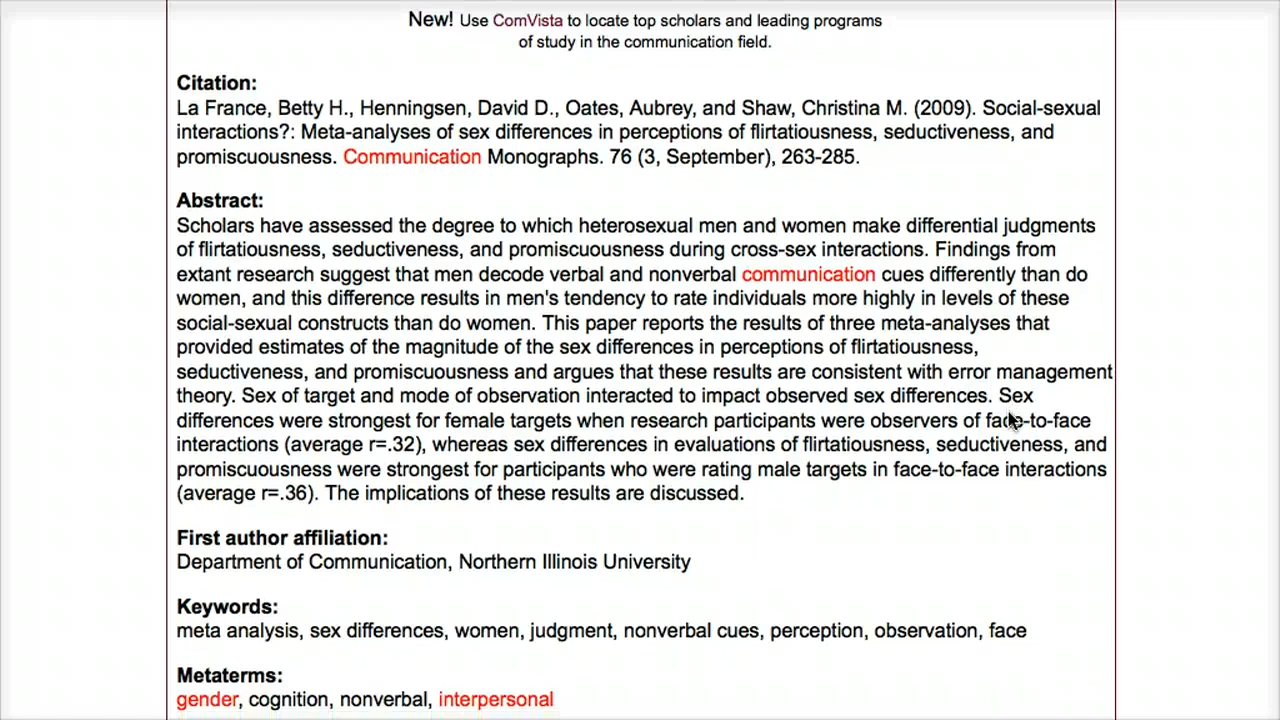 New! Use ComVista to locate top scholars and leading programs
of study in the communication field.
Citation:
La France, Betty H., Henningsen, David D., Oates, Aubrey, and Shaw, Christina M. (2009). Social-sexual
interactions?: Meta-analyses of sex differences in perceptions of flirtatiousness, seductiveness, and
promiscuousness. Communication Monographs. 76 (3, September), 263-285.
Abstract:
Scholars have assessed the degree to which heterosexual men and women make differential judgments
of flirtatiousness, seductiveness, and promiscuousness during cross-sex interactions. Findings from
extant research suggest that men decode verbal and nonverbal communication cues differently than do
women, and this difference results in men's tendency to rate individuals more highly in levels of these
social-sexual constructs than do women. This paper reports the results of three meta-analyses that
provided estimates of the magnitude of the sex differences in perceptions of flirtatiousness,
seductiveness, and promiscuousness and argues that these results are consistent with error management
theory. Sex of target and mode of observation interacted to impact observed sex differences. Sex
differences were strongest for female targets when research participants were observers of face-to-face
interactions (average r=.32), whereas sex differences in evaluations of flirtatiousness, seductiveness, and
promiscuousness were strongest for participants who were rating male targets in face-to-face interactions
(average r=.36). The implications of these results are discussed.
First author affiliation:
Department of Communication, Northern Illinois University
Keywords:
meta analysis, sex differences, women, judgment, nonverbal cues, perception, observation, face
Metaterms:
gender, cognition, nonverbal, interpersonal